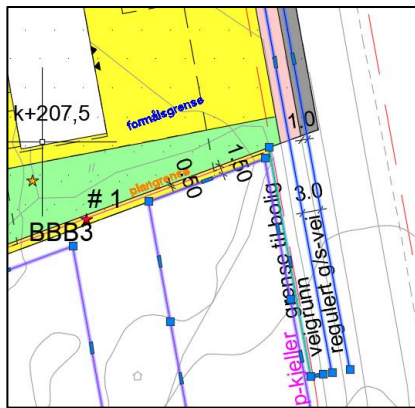 k+207,5
formålsgrense
1.0
1.50
0.50
plangrense
# 1
3.0
BBB3
grense til bolig
regulert g/s-vei
veigrunn
p-kjeller